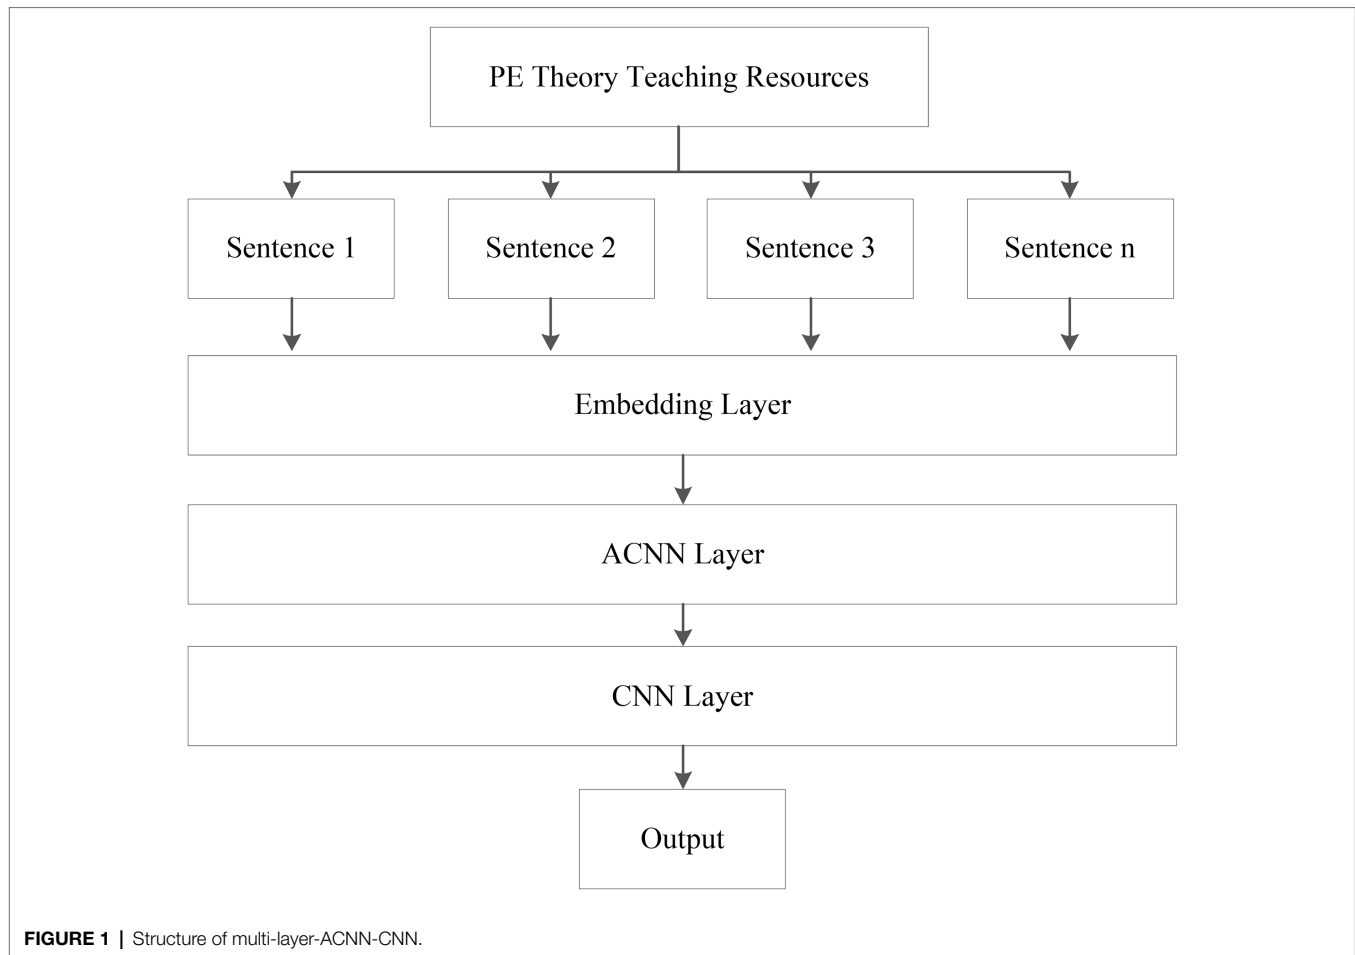 PE Theory Teaching Resources
Sentence 1
Sentence 2
Sentence 3
Sentence n
Embedding Layer
ACNN Layer
CNN Layer
Output
FIGURE 1 | Structure of multi-layer-ACNN-CNN.